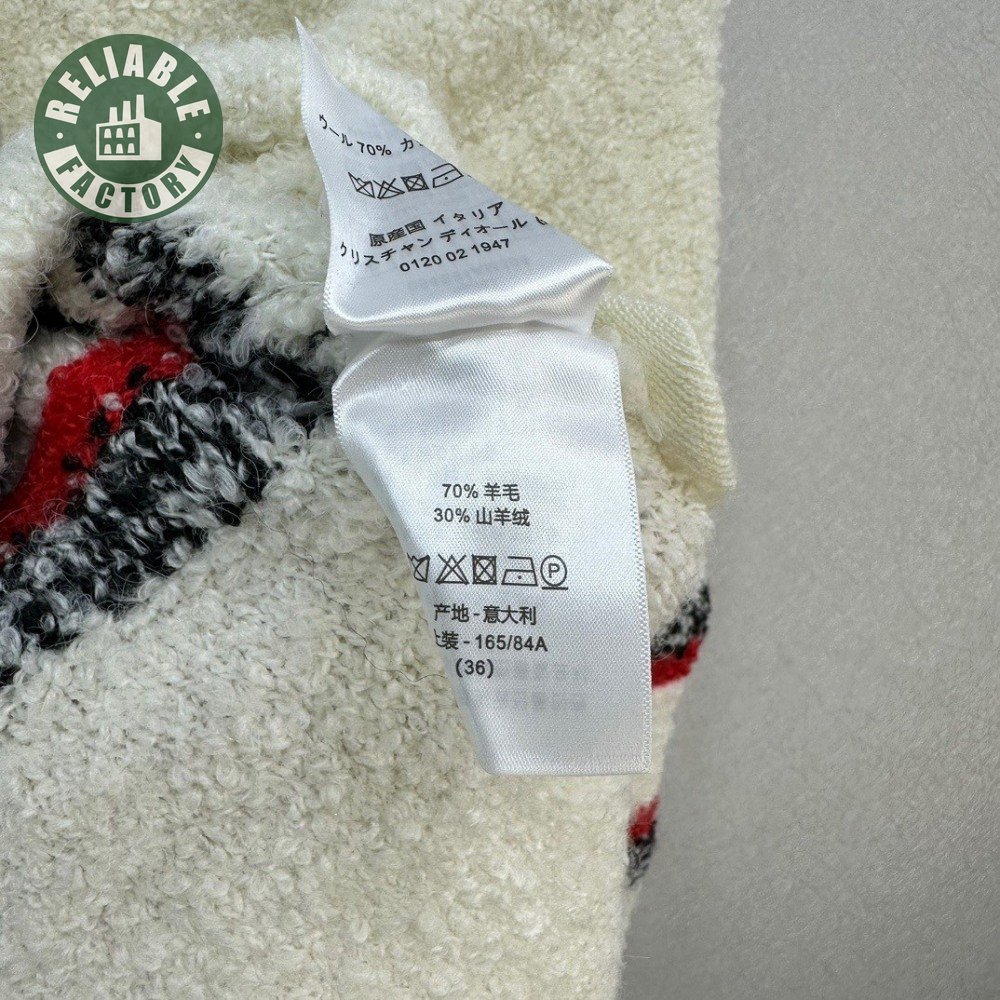 RELIABLE
FACTORY
ウール 70% カ
原産国 イタリア
クリスチャン ディオール
0120 02 1947
70% 羊毛
30% 山羊绒
P
产地 - 意大利
上装 - 165/84A
(36)